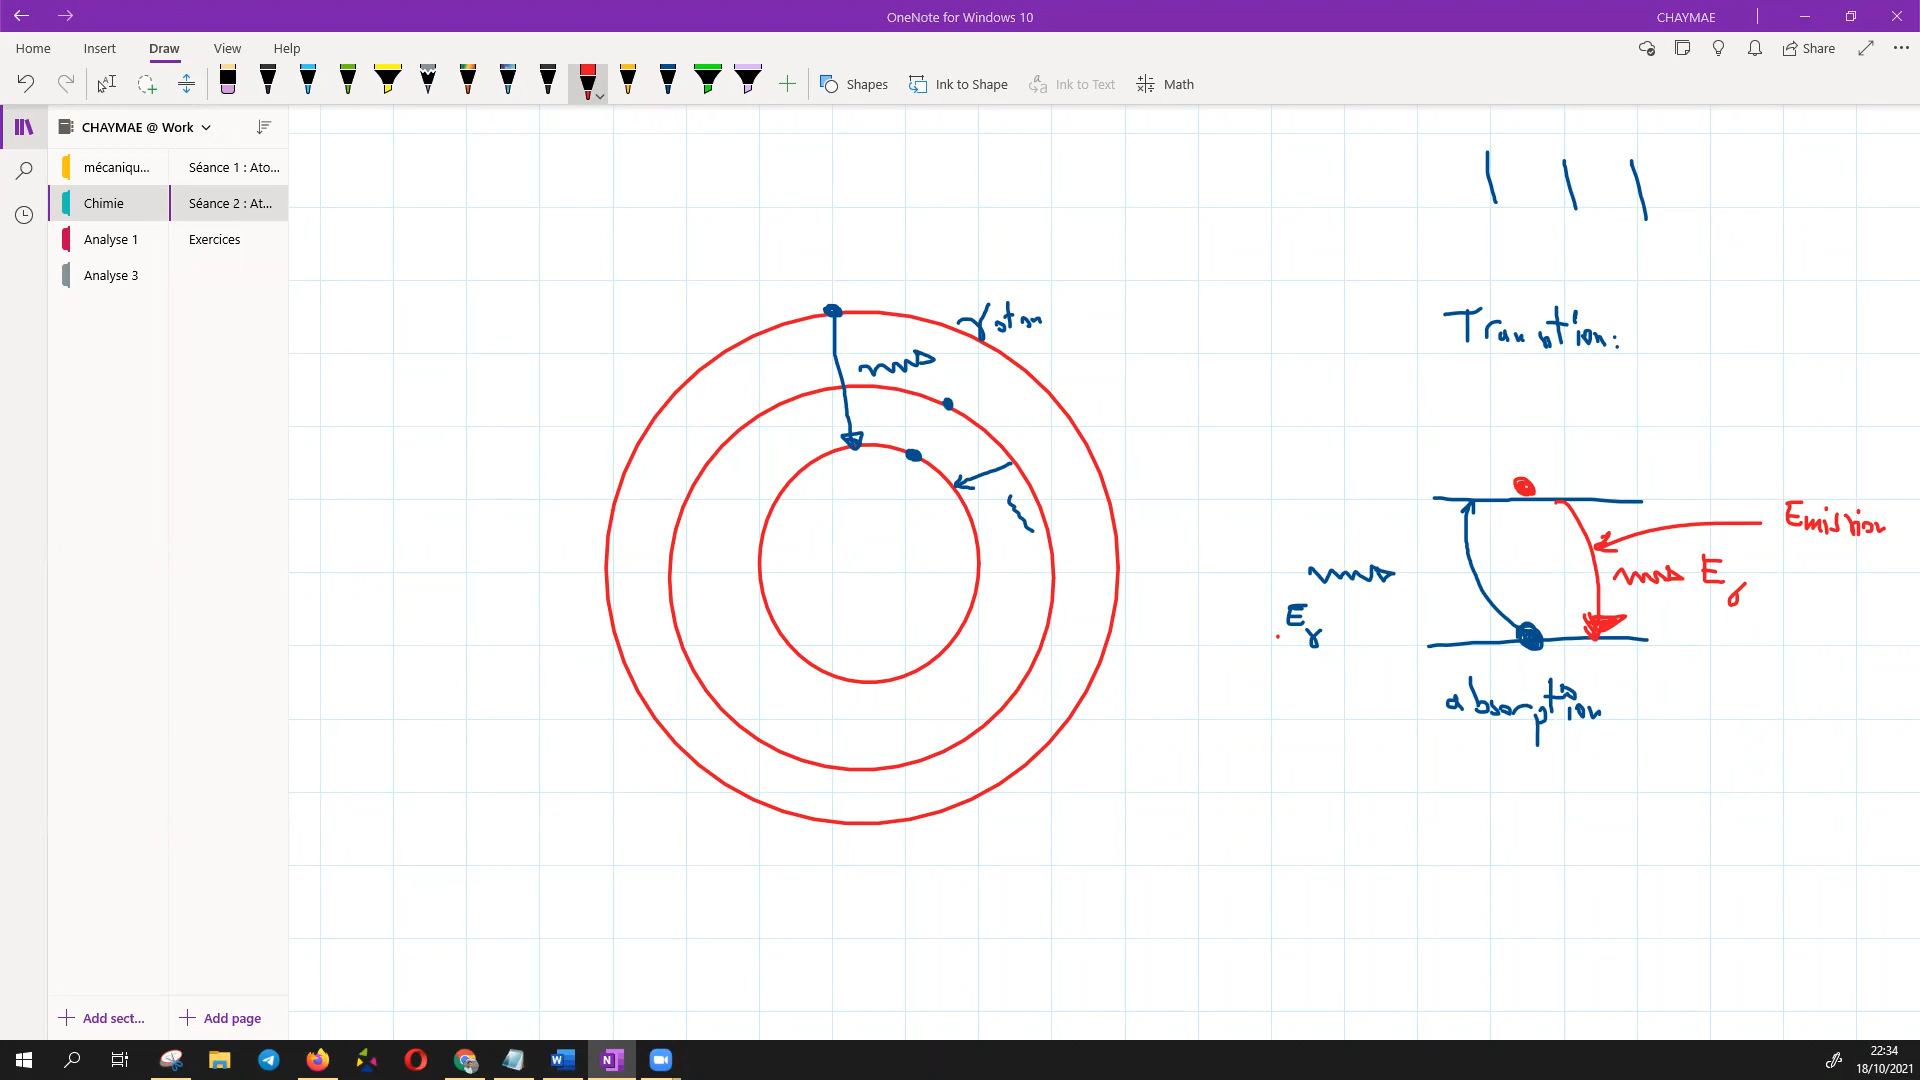 OneNote for Windows 10
CHAYMAE
Home Insert Draw View Help
Share
Shapes Ink to Shape Ink to Text Math
CHAYMAE @ Work
mécaniqu... Séance 1 : Ato...
Chimie Séance 2 : At...
Analyse 1 Exercices
Analyse 3
Transition:
Emission
Eγ
Eγ
absorption
Add sect... Add page
22:34
18/10/2021